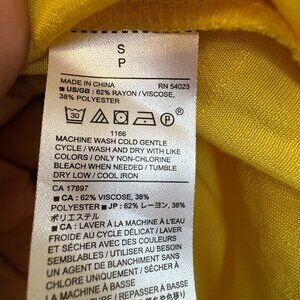 S
P
MADE IN CHINA RN 54023
■ US/GB : 62% RAYON / VISCOSE,
38% POLYESTER
30
P
1166
MACHINE WASH COLD GENTLE
CYCLE / WASH AND DRY WITH LIKE
COLORS / ONLY NON-CHLORINE
BLEACH WHEN NEEDED / TUMBLE
DRY LOW / COOL IRON
CA 17897
■ CA : 62% VISCOSE, 38%
POLYESTER ■ JP : 62% レーヨン, 38%
ポリエステル
■ CA : LAVER À LA MACHINE À L'EAU
FROIDE AU CYCLE DÉLICAT / LAVER
ET SÉCHER AVEC DES COULEURS
SEMBLABLES / UTILISER AU BESOIN
UN AGENT DE BLANCHIMENT SANS
CHLORE UNIQUEMENT / SÉCHER À LA
MACHINE À BASSE